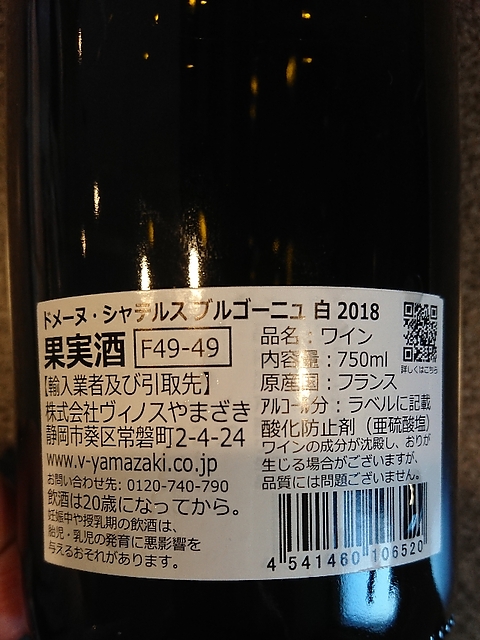 ドメーヌ・シャテルス ブルゴーニュ 白 2018
果実酒 F49-49
【輸入業者及び引取先】
株式会社ヴィノスやまざき
静岡市葵区常磐町2-4-24
www.v-yamazaki.co.jp
お問い合わせ先: 0120-740-790
飲酒は20歳になってから。
妊娠中や授乳期の飲酒は、
胎児・乳児の発育に悪影響を
与えるおそれがあります。
品名：ワイン
内容量：750ml
原産国：フランス
アルコール分：ラベルに記載
酸化防止剤（亜硫酸塩）
ワインの成分が沈殿し、おりが
生じる場合がございますが、
品質には問題ございません。
詳しくはこちら
4 541460 106520